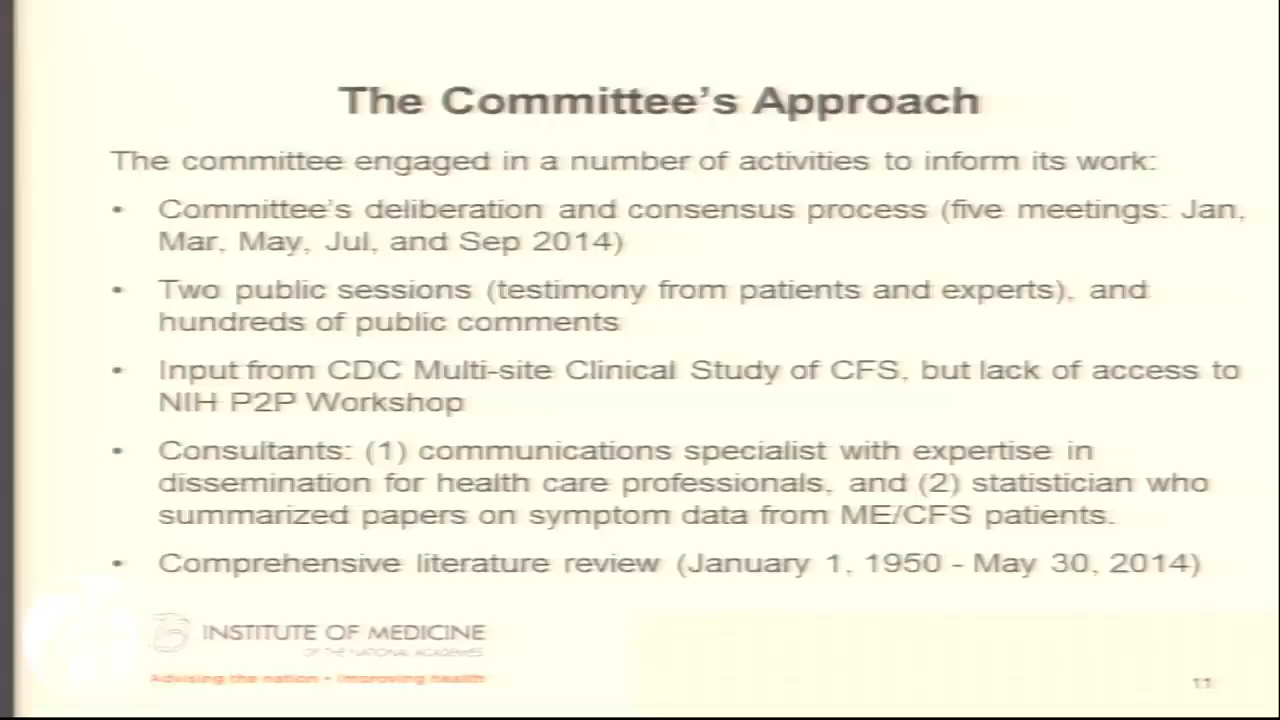 The Committee's Approach
The committee engaged in a number of activities to inform its work:
• Committee's deliberation and consensus process (five meetings: Jan,
Mar, May, Jul, and Sep 2014)
• Two public sessions (testimony from patients and experts), and
hundreds of public comments
• Input from CDC Multi-site Clinical Study of CFS, but lack of access to
NIH P2P Workshop
• Consultants: (1) communications specialist with expertise in
dissemination for health care professionals, and (2) statistician who
summarized papers on symptom data from ME/CFS patients.
• Comprehensive literature review (January 1, 1950 - May 30, 2014)
INSTITUTE OF MEDICINE
OF THE NATIONAL ACADEMIES
Advising the nation • Improving health
11